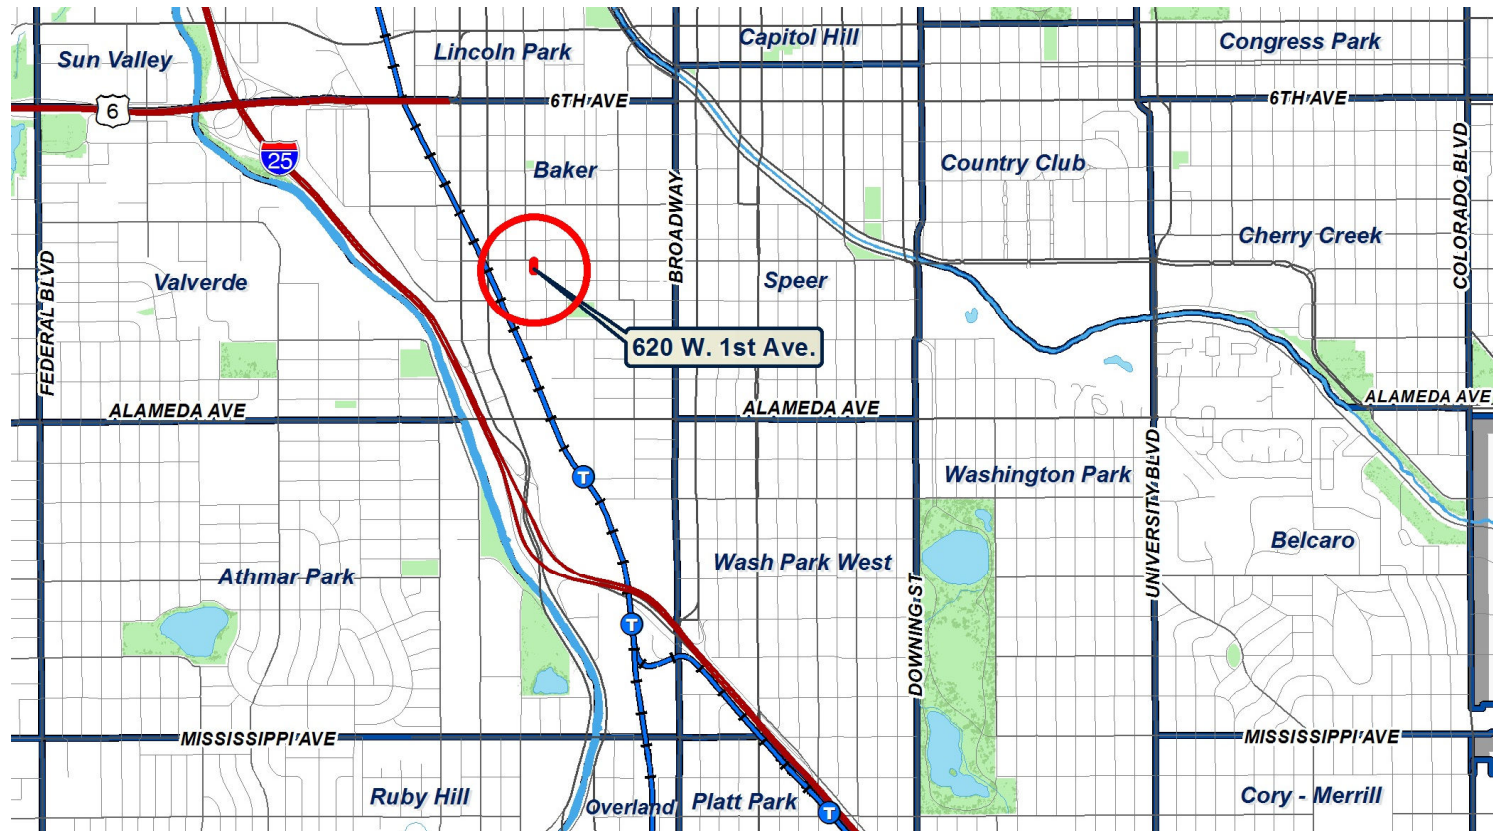 Capitol Hill
Congress Park
Lincoln Park
Sun Valley
6TH AVE
6TH AVE
6
25
Country Club
Baker
BROADWAY
COLORADO BLVD
Cherry Creek
Valverde
Speer
FEDERAL BLVD
620 W. 1st Ave.
ALAMEDA AVE
ALAMEDA AVE
ALAMEDA AVE
Washington Park
UNIVERSITY BLVD
T
Belcaro
Wash Park West
Athmar Park
DOWNING ST
T
MISSISSIPPI AVE
MISSISSIPPI AVE
Ruby Hill
Overland
Platt Park
Cory - Merrill
T